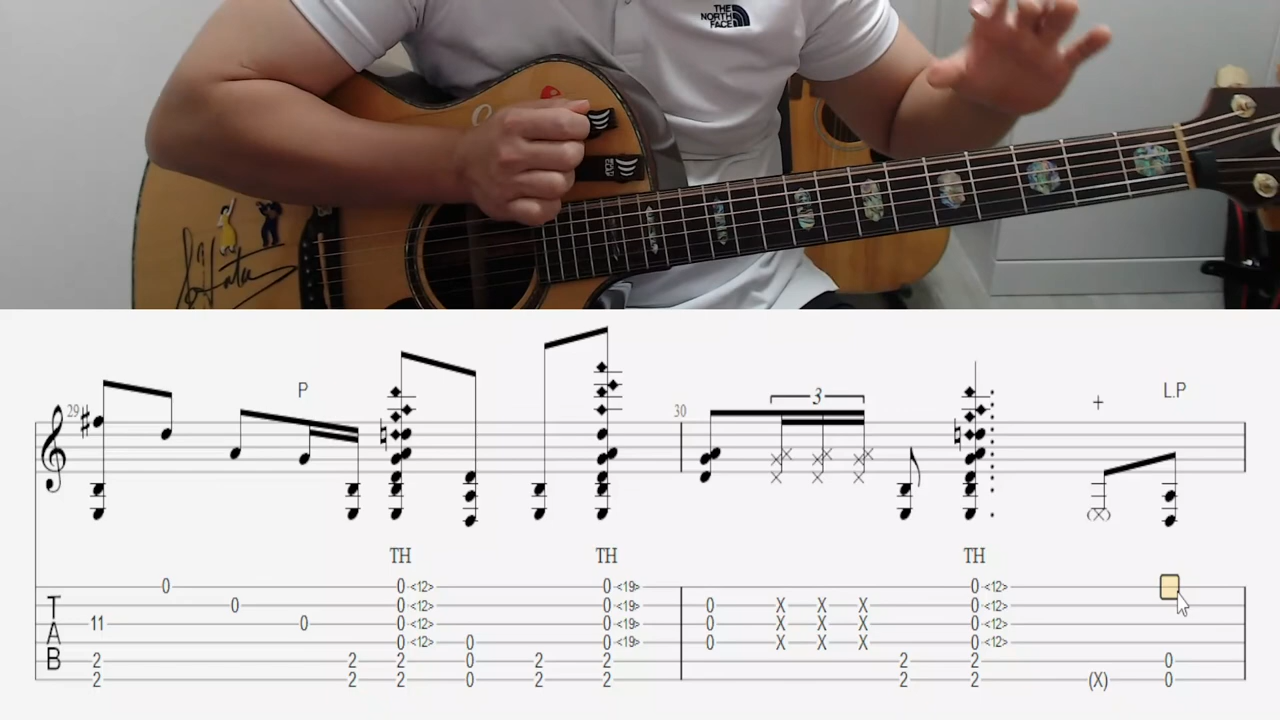 THE
NORTH
FACE
29
P
3
30
+
L.P
TH TH TH
0 0 <12> 0 <19> 0 <12>
T 0 0 <12> 0 <19> 0 X X X 0 <12>
11 0 0 <12> 0 <19> 0 X X X 0 <12>
A 0 <12> 0 0 <19> 0 X X X 0 <12>
B 2 2 2 0 2 2 2 2 0
2 2 2 0 2 2 2 2 (X) 0